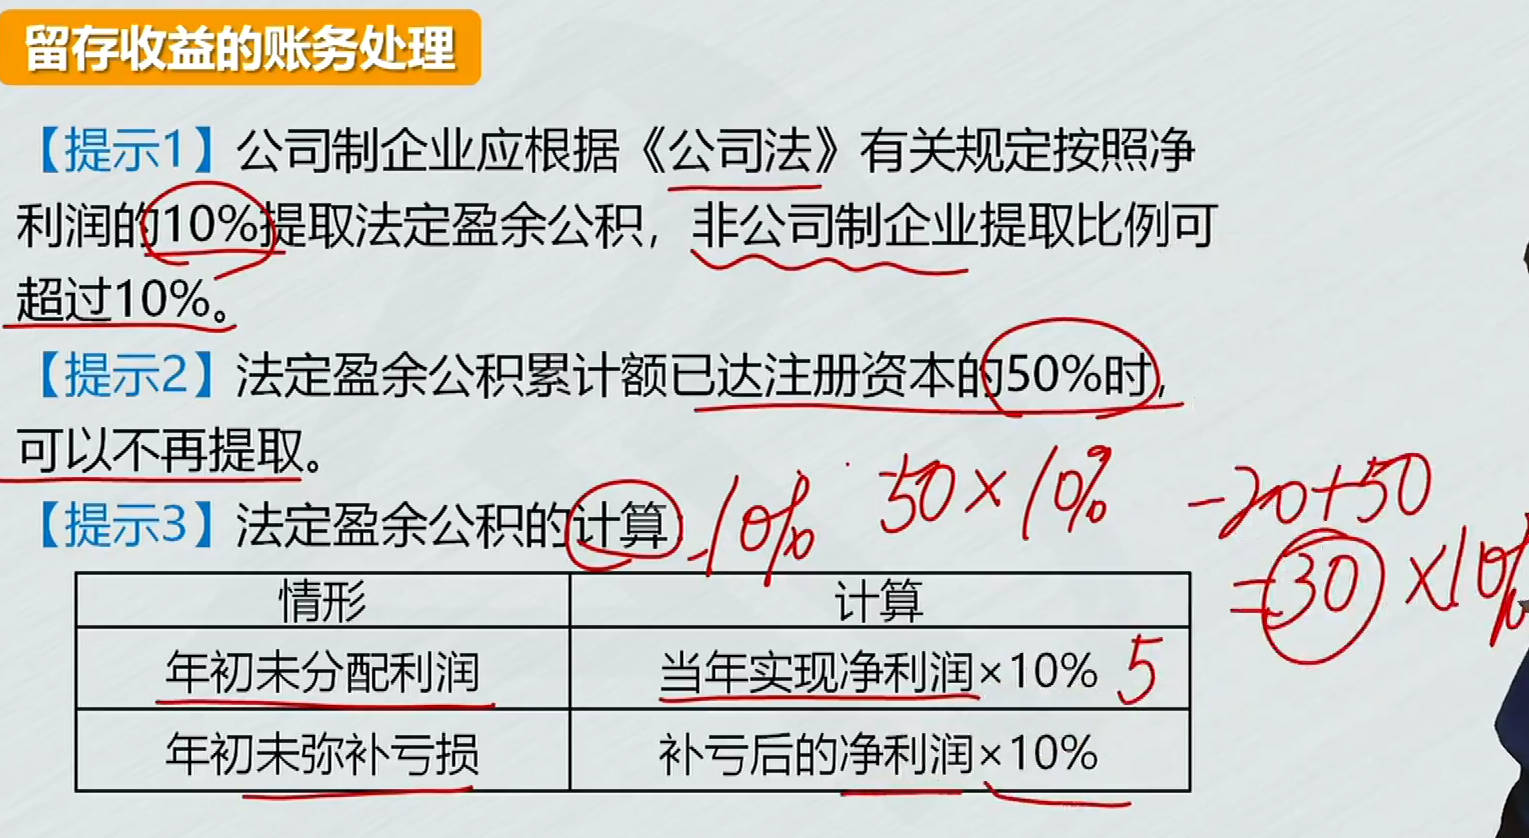 留存收益的账务处理
【提示1】公司制企业应根据《公司法》有关规定按照净
利润的10%提取法定盈余公积，非公司制企业提取比例可
超过10%。
【提示2】法定盈余公积累计额已达注册资本的50%时，
可以不再提取。
【提示3】法定盈余公积的计算
10% 50×10% -20+50
=30×10%
情形 计算
年初未分配利润 当年实现净利润×10% 5
年初未弥补亏损 补亏后的净利润×10%